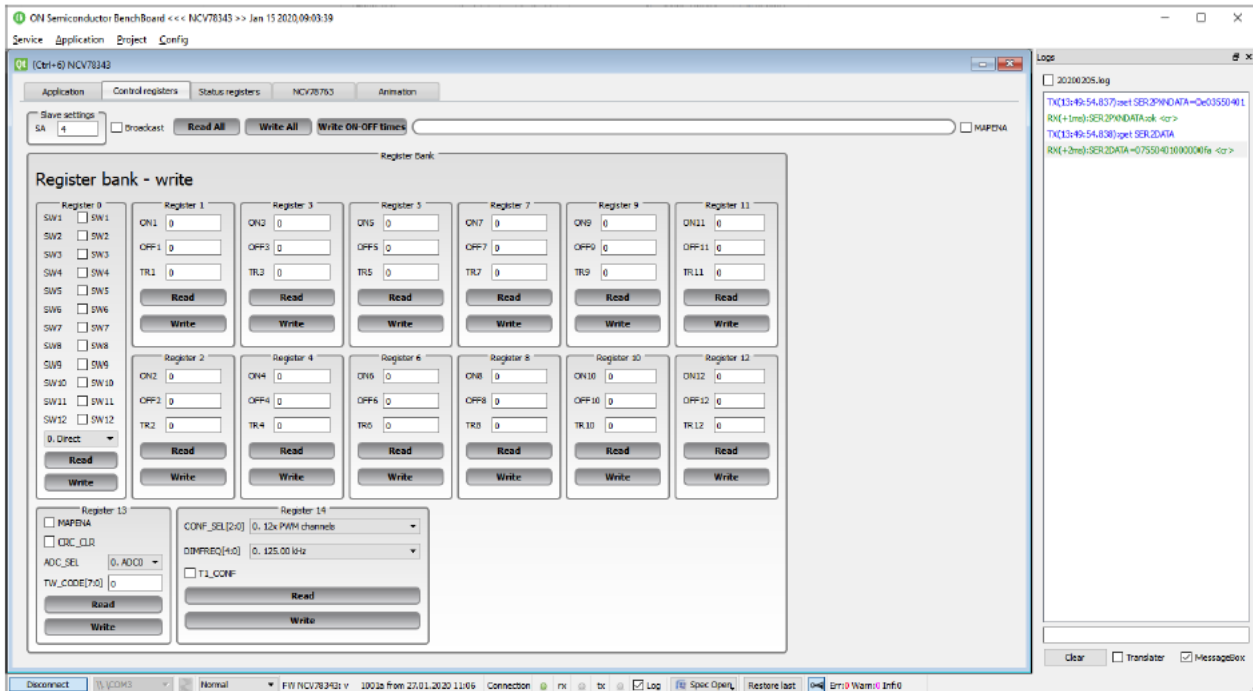 ON Semiconductor BenchBoard <<< NCV78343 >> Jan 15 2020,09:03:39
Service Application Project Config
(Ctrl+6) NCV78343
Application Control registers Status registers NCV78763 Animation
Slave settings
SA 4 Broadcast Read All Write All Write ON-OFF times MAPENA
Register Bank
Register bank - write
Register 0
SW1 SW1
SW2 SW2
SW3 SW3
SW4 SW4
SW5 SW5
SW6 SW6
SW7 SW7
SW8 SW8
SW9 SW9
SW10 SW10
SW11 SW11
SW12 SW12
0. Direct
Read
Write
Register 1 Register 3 Register 5 Register 7 Register 9 Register 11
ON1 0 ON3 0 ON5 0 ON7 0 ON9 0 ON11 0
OFF1 0 OFF3 0 OFF5 0 OFF7 0 OFF9 0 OFF11 0
TR1 0 TR3 0 TR5 0 TR7 0 TR9 0 TR11 0
Read Read Read Read Read Read
Write Write Write Write Write Write
Register 2 Register 4 Register 6 Register 8 Register 10 Register 12
ON2 0 ON4 0 ON6 0 ON8 0 ON10 0 ON12 0
OFF2 0 OFF4 0 OFF6 0 OFF8 0 OFF10 0 OFF12 0
TR2 0 TR4 0 TR6 0 TR8 0 TR10 0 TR12 0
Read Read Read Read Read Read
Write Write Write Write Write Write
Register 13
MAPENA
CRC_CLR
ADC_SEL 0. ADC0
TW_CODE[7:0] 0
Read
Write
Register 14
CONF_SEL[2:0] 0. 12x PWM channels
DIMFREQ[4:0] 0. 125.00 kHz
T1_CONF
Read
Write
Logs
20200205.log
TX(13:49:54.837):set SER2PXNDATA=0e03550401
RX(+1ms):SER2PXNDATA:ok <cr>
TX(13:49:54.838):get SER2DATA
Clear Translater MessageBox
Disconnect \\.\COM3 Normal FW NCV78343: v 1001a from 27.01.2020 11:06 Connection rx tx Log Spec Open, Restore last Err:0 Warn:0 Inf:0